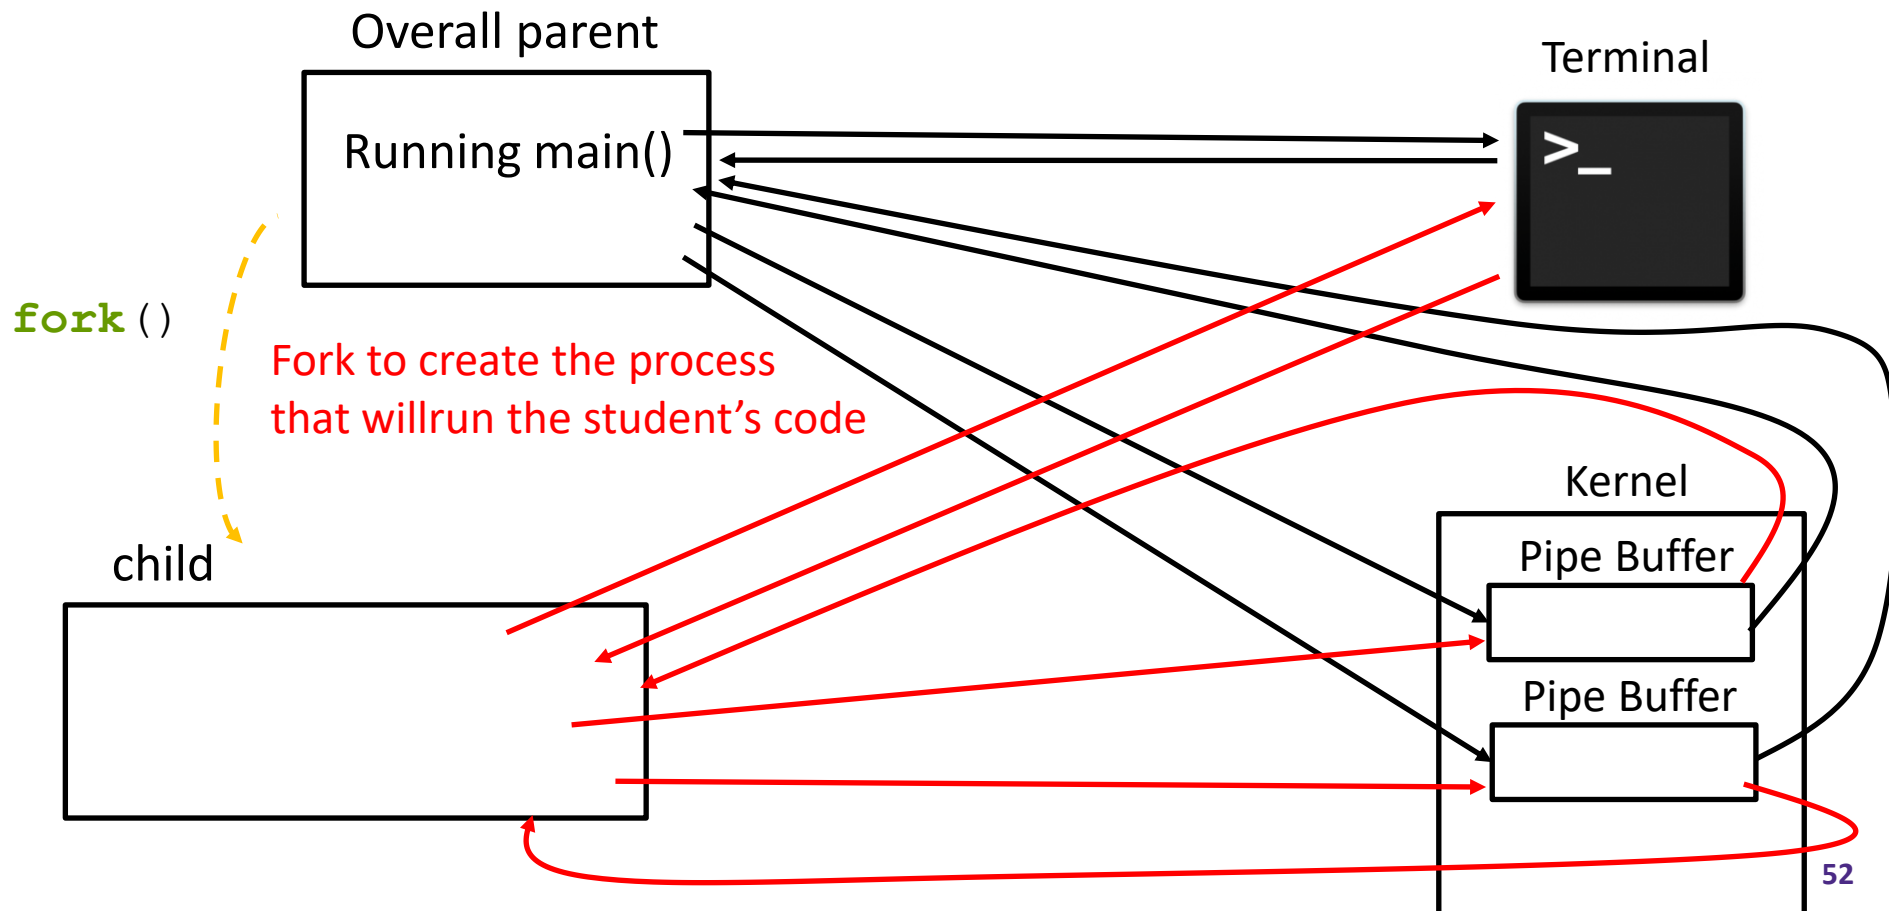 Overall parent
Terminal
Running main()
>_
fork()
Fork to create the process
that willrun the student’s code
Kernel
Pipe Buffer
child
Pipe Buffer
52